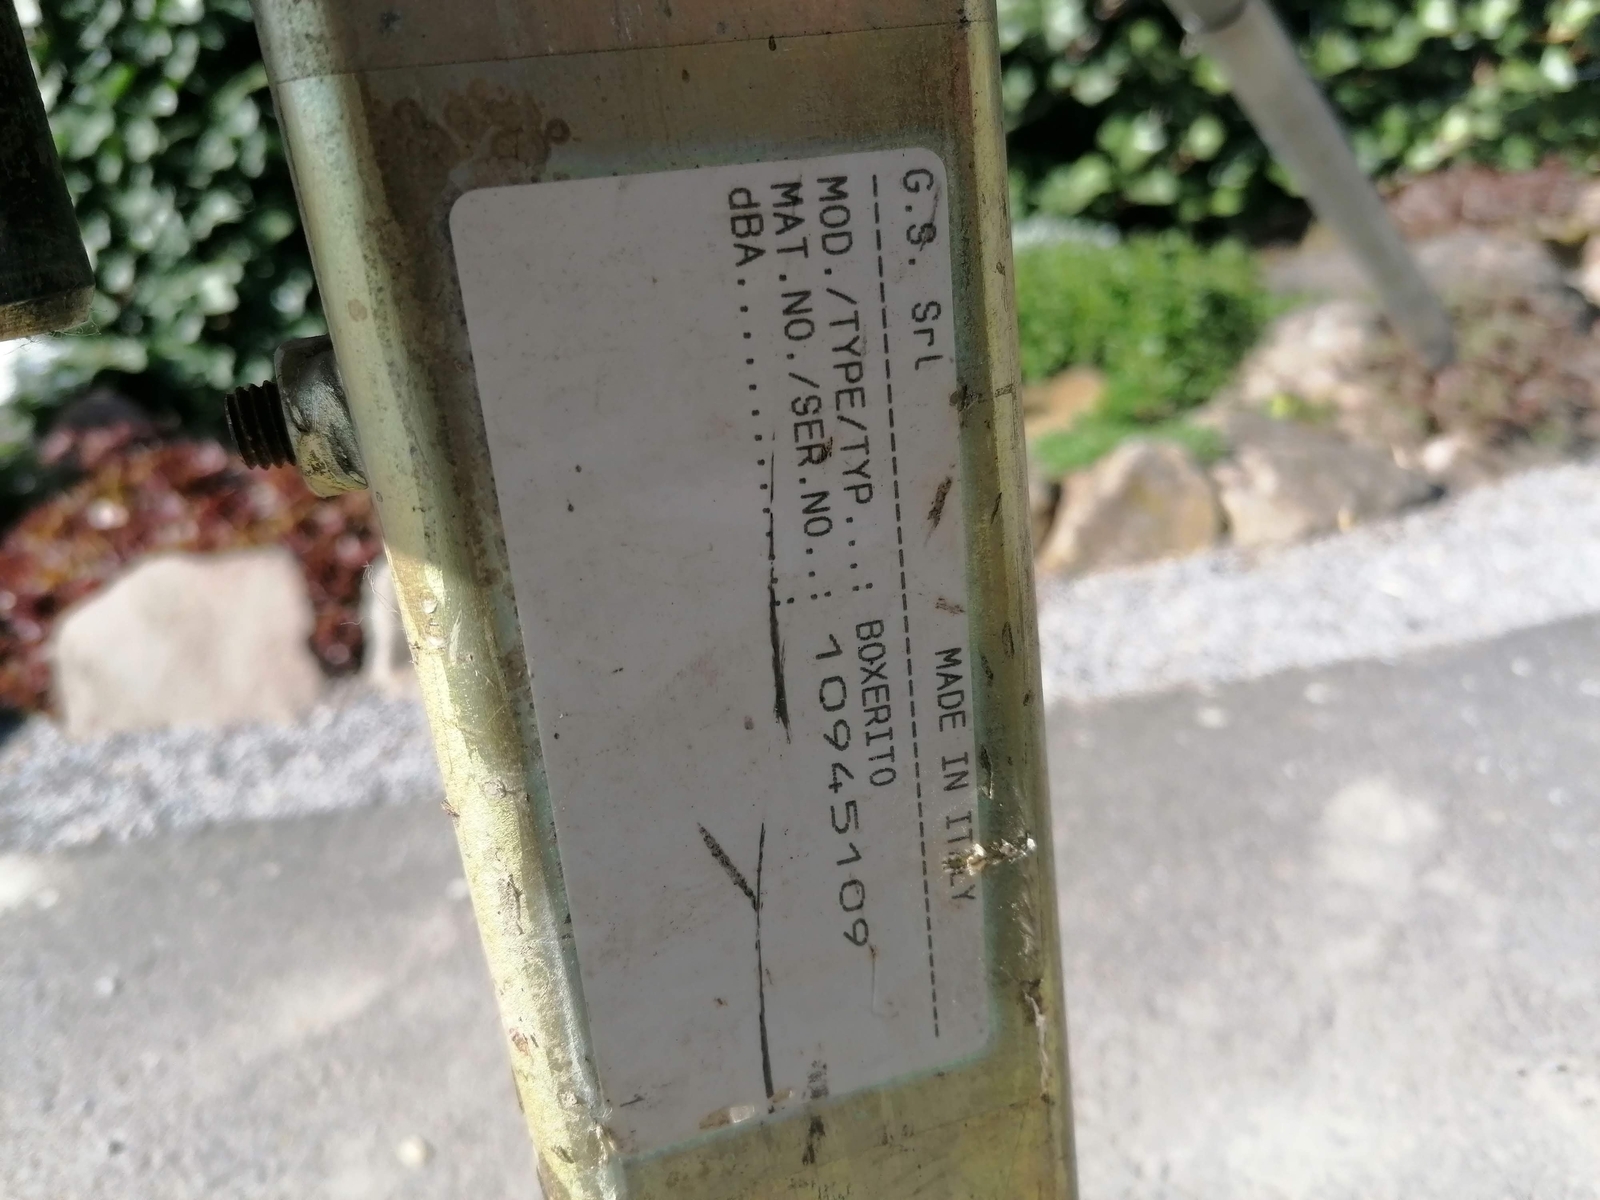 G.S. Srl MADE IN ITALY
--------------------------------------------
MOD./TYPE/TYP...: BOXERITO
MAT.NO./SER.NO..: 10945109
dBA.............: